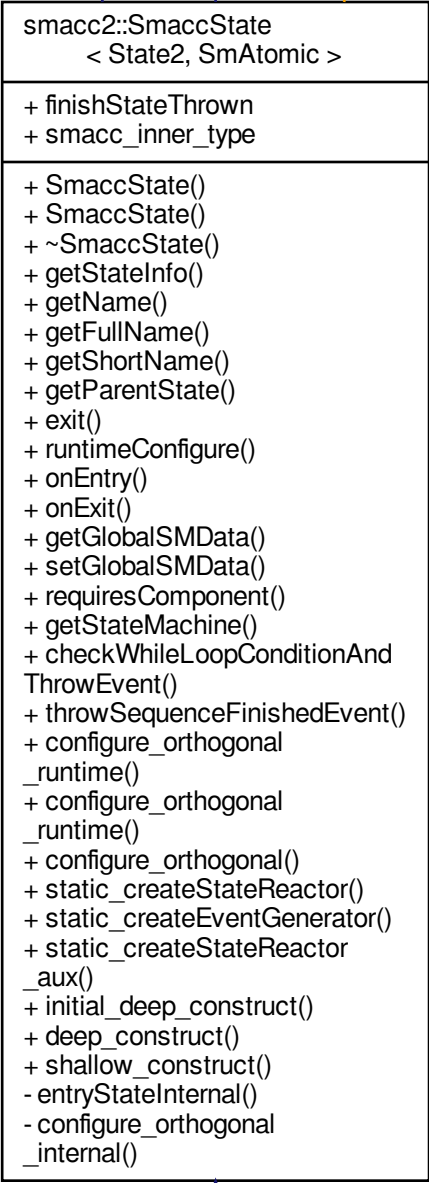 smacc2::SmaccState
< State2, SmAtomic >
+ finishStateThrown
+ smacc_inner_type
+ SmaccState()
+ SmaccState()
+ ~SmaccState()
+ getStateInfo()
+ getName()
+ getFullName()
+ getShortName()
+ getParentState()
+ exit()
+ runtimeConfigure()
+ onEntry()
+ onExit()
+ getGlobalSMData()
+ setGlobalSMData()
+ requiresComponent()
+ getStateMachine()
+ checkWhileLoopConditionAnd
ThrowEvent()
+ throwSequenceFinishedEvent()
+ configure_orthogonal
_runtime()
+ configure_orthogonal
_runtime()
+ configure_orthogonal()
+ static_createStateReactor()
+ static_createEventGenerator()
+ static_createStateReactor
_aux()
+ initial_deep_construct()
+ deep_construct()
+ shallow_construct()
- entryStateInternal()
- configure_orthogonal
_internal()